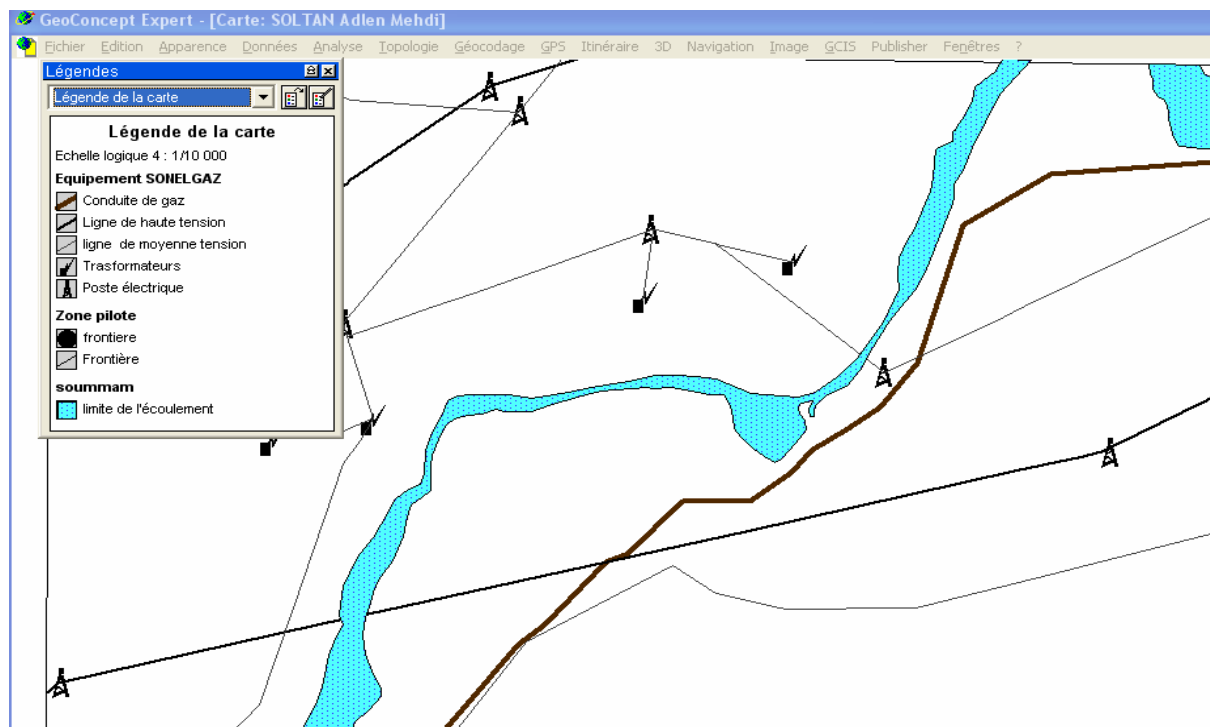 GeoConcept Expert - [Carte: SOLTAN Adlen Mehdi]
Fichier Edition Apparence Données Analyse Topologie Géocodage GPS Itinéraire 3D Navigation Image GCIS Publisher Fenêtres ?
Légendes
Légende de la carte
Légende de la carte
Echelle logique 4 : 1/10 000
Equipement SONELGAZ
Conduite de gaz
Ligne de haute tension
ligne de moyenne tension
Trasformateurs
Poste électrique
Zone pilote
frontiere
Frontière
soummam
limite de l'écoulement